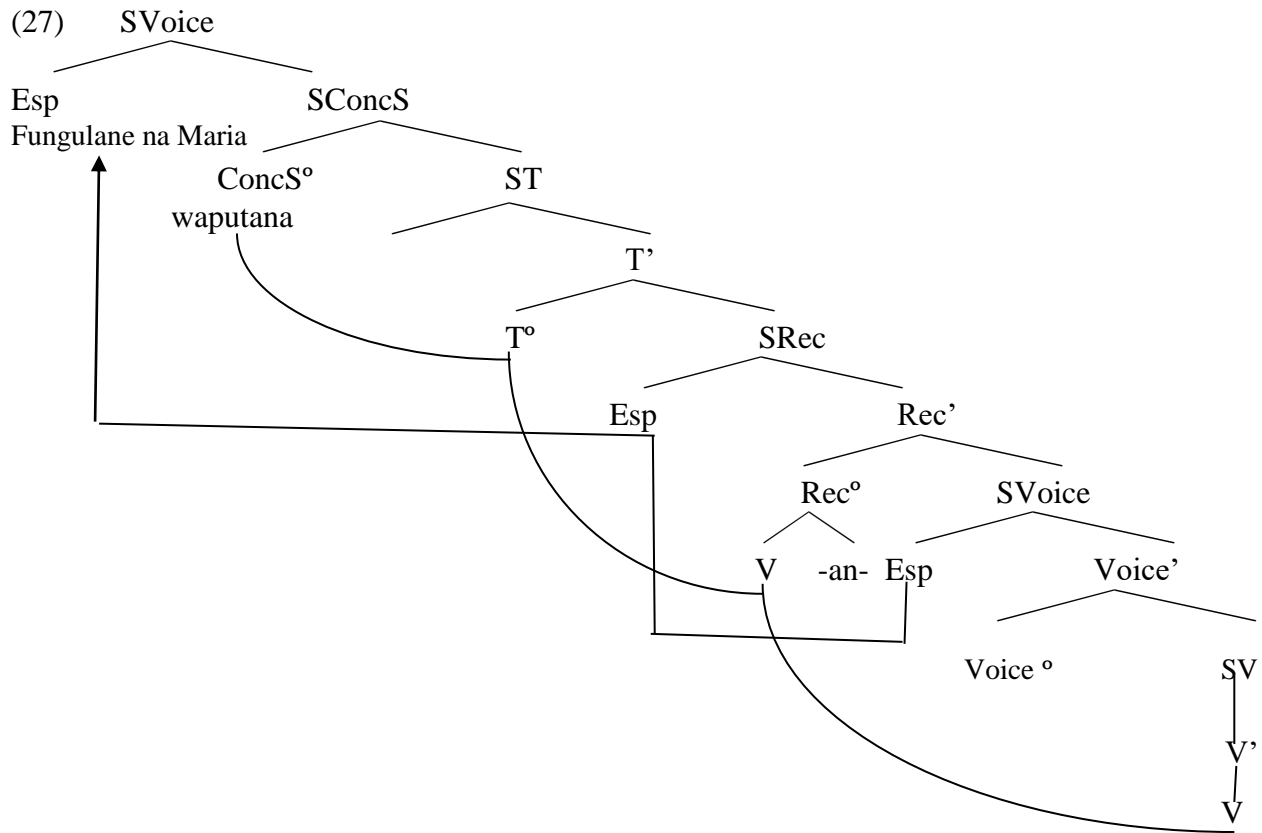 (27) SVoice
Esp SConcS
Fungulane na Maria
ConcSº ST
waputana
T’
Tº SRec
Esp Rec’
Recº SVoice
V -an- Esp Voice’
Voice º SV
V’
V